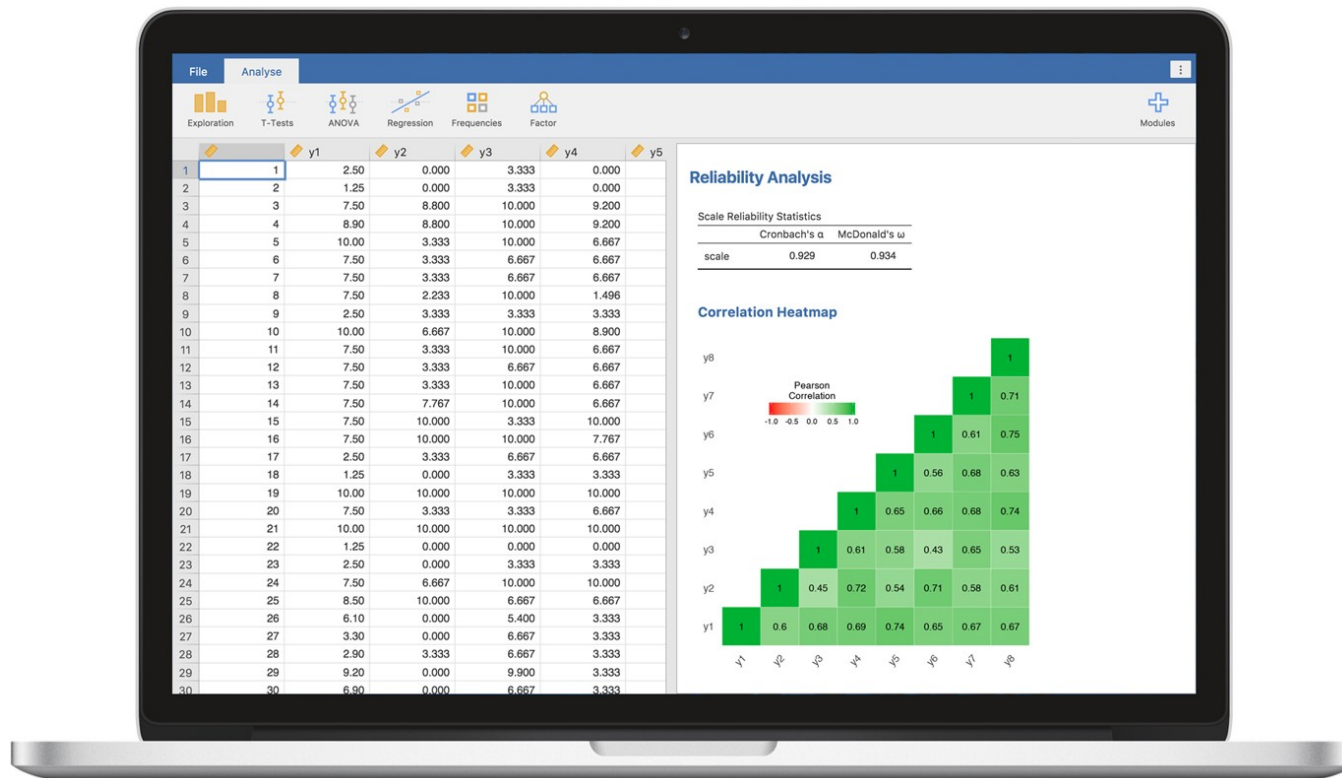 File Analyse
Exploration T-Tests ANOVA Regression Frequencies Factor Modules
y1 y2 y3 y4 y5
1 1 2.50 0.000 3.333 0.000
2 2 1.25 0.000 3.333 0.000
3 3 7.50 8.800 10.000 9.200
4 4 8.90 8.800 10.000 9.200
5 5 10.00 3.333 10.000 6.667
6 6 7.50 3.333 6.667 6.667
7 7 7.50 3.333 6.667 6.667
8 8 7.50 2.233 10.000 1.496
9 9 2.50 3.333 3.333 3.333
10 10 10.00 6.667 10.000 8.900
11 11 7.50 3.333 10.000 6.667
12 12 7.50 3.333 6.667 6.667
13 13 7.50 3.333 10.000 6.667
14 14 7.50 7.767 10.000 6.667
15 15 7.50 10.000 3.333 10.000
16 16 7.50 10.000 10.000 7.767
17 17 2.50 3.333 6.667 6.667
18 18 1.25 0.000 3.333 3.333
19 19 10.00 10.000 10.000 10.000
20 20 7.50 3.333 3.333 6.667
21 21 10.00 10.000 10.000 10.000
22 22 1.25 0.000 0.000 0.000
23 23 2.50 0.000 3.333 3.333
24 24 7.50 6.667 10.000 10.000
25 25 8.50 10.000 6.667 6.667
26 26 6.10 0.000 5.400 3.333
27 27 3.30 0.000 6.667 3.333
28 28 2.90 3.333 6.667 3.333
29 29 9.20 0.000 9.900 3.333
30 30 6.90 0.000 6.667 3.333
Reliability Analysis
Scale Reliability Statistics
Cronbach's α McDonald's ω
scale 0.929 0.934
Correlation Heatmap
Pearson
Correlation
-1.0 -0.5 0.0 0.5 1.0
y8 1
y7 1 0.71
y6 1 0.61 0.75
y5 1 0.56 0.68 0.63
y4 1 0.65 0.66 0.68 0.74
y3 1 0.61 0.58 0.43 0.65 0.53
y2 1 0.45 0.72 0.54 0.71 0.58 0.61
y1 1 0.6 0.68 0.69 0.74 0.65 0.67 0.67
y1 y2 y3 y4 y5 y6 y7 y8